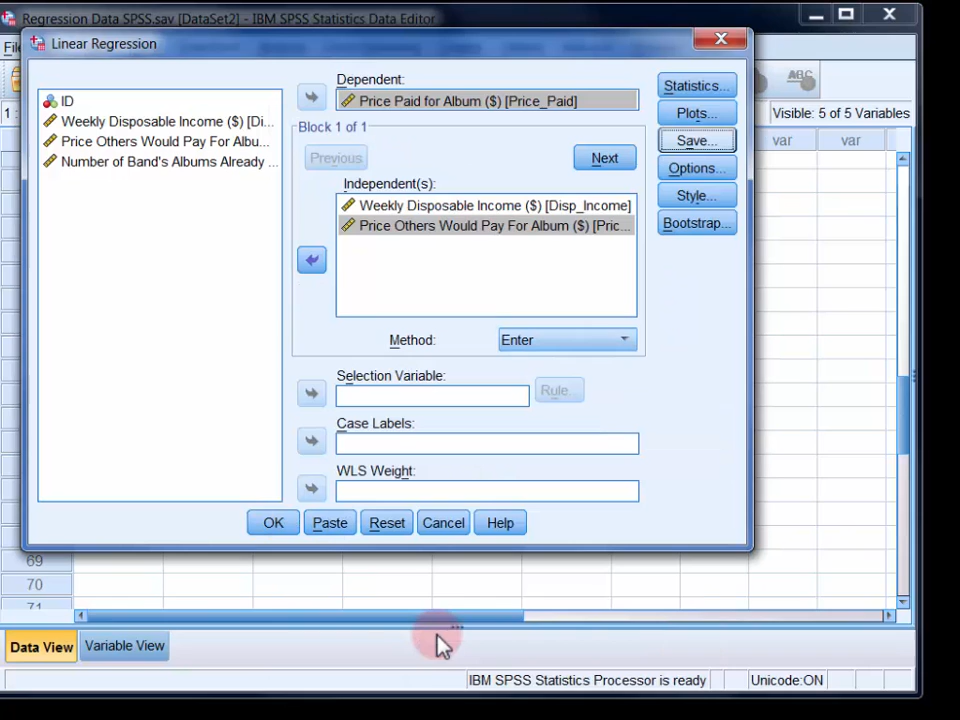 Regression Data SPSS.sav [DataSet2] - IBM SPSS Statistics Data Editor
Linear Regression
ID
Weekly Disposable Income ($) [Di...
Price Others Would Pay For Albu...
Number of Band's Albums Already ...
Dependent:
Price Paid for Album ($) [Price_Paid]
Block 1 of 1
Previous
Next
Independent(s):
Weekly Disposable Income ($) [Disp_Income]
Price Others Would Pay For Album ($) [Pric...
Method:
Enter
Selection Variable:
Rule...
Case Labels:
WLS Weight:
Statistics...
Plots...
Save...
Options...
Style...
Bootstrap...
OK Paste Reset Cancel Help
1 :
ABC
Visible: 5 of 5 Variables
var var
69
70
71
Data View Variable View
IBM SPSS Statistics Processor is ready Unicode:ON